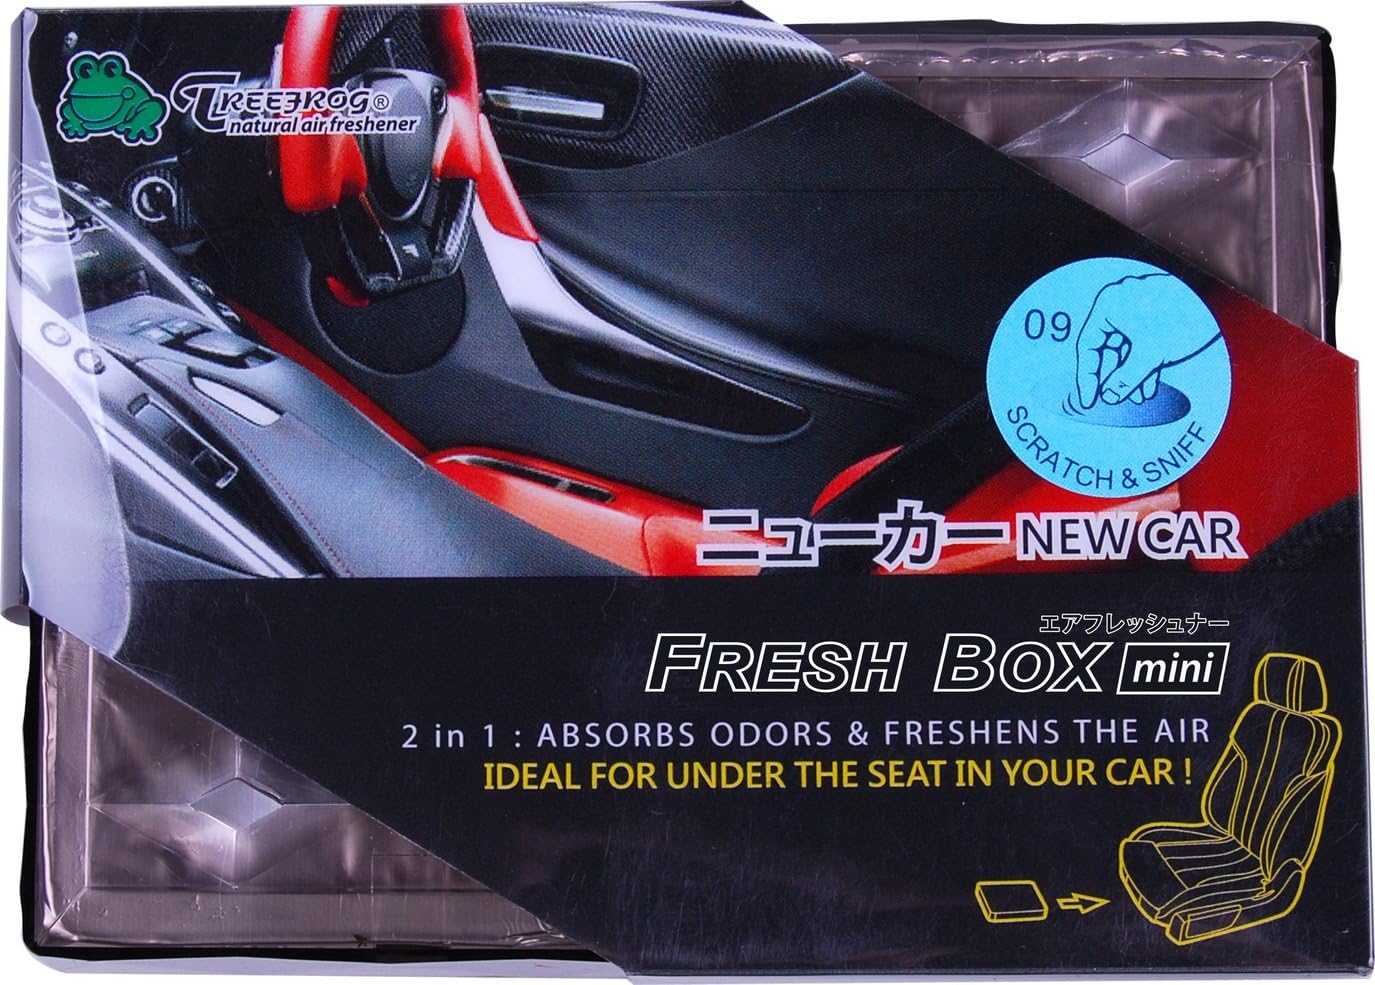 TREEFROG®
natural air freshener
09
SCRATCH & SNIFF
ニューカー NEW CAR
エアフレッシュナー
FRESH BOX mini
2 in 1 : ABSORBS ODORS & FRESHENS THE AIR
IDEAL FOR UNDER THE SEAT IN YOUR CAR !